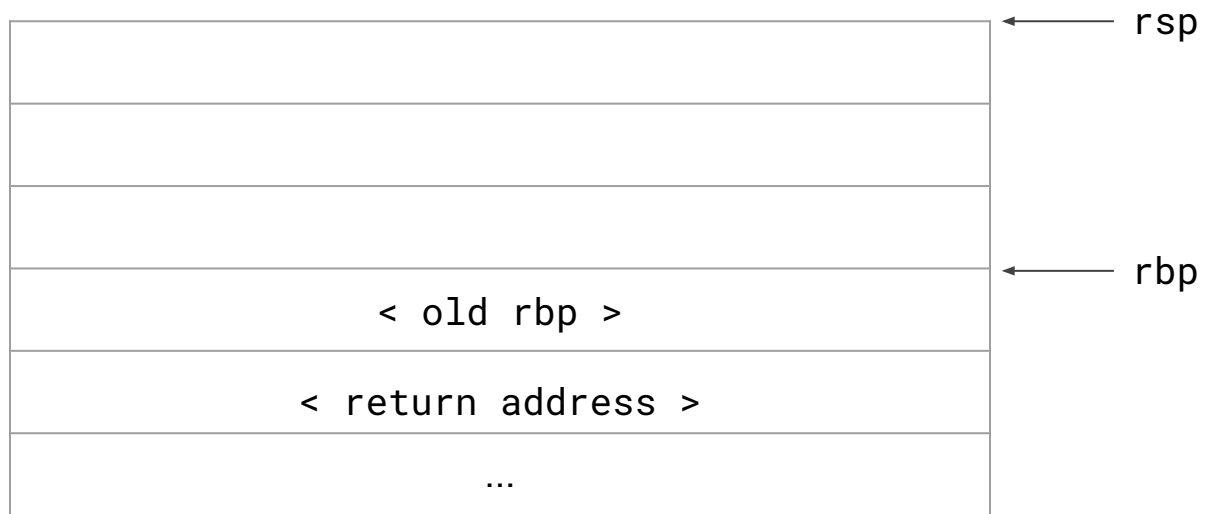 rsp
rbp
< old rbp >
< return address >
...